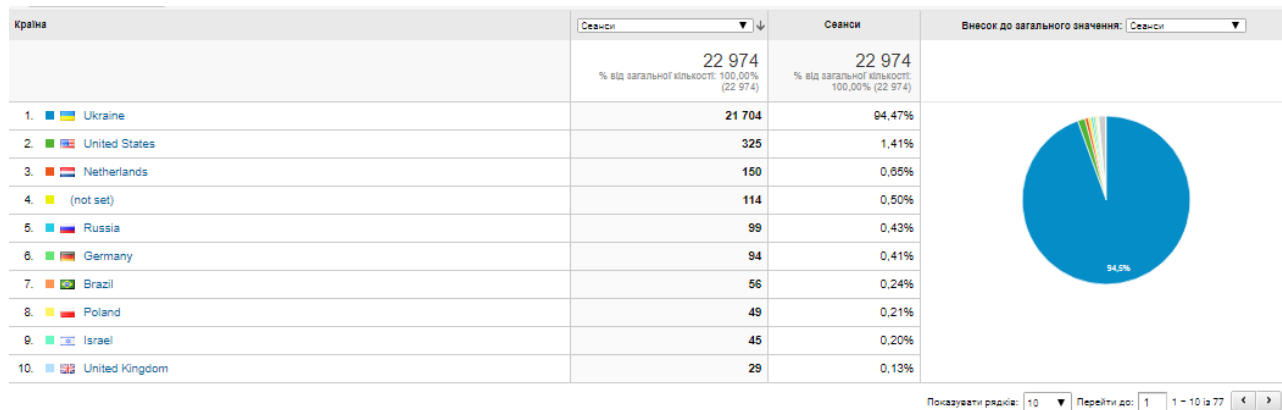 Країна Сеанси Сеанси Внесок до загального значення: Сеанси
22 974 22 974
% від загальної кількості: 100,00% % від загальної кількості:
(22 974) 100,00% (22 974)
1. Ukraine 21 704 94,47%
2. United States 325 1,41%
3. Netherlands 150 0,65%
4. (not set) 114 0,50%
5. Russia 99 0,43%
6. Germany 94 0,41%
7. Brazil 56 0,24%
8. Poland 49 0,21%
9. Israel 45 0,20%
10. United Kingdom 29 0,13%
94,5%
Показувати рядків: 10 Перейти до: 1 1 – 10 із 77